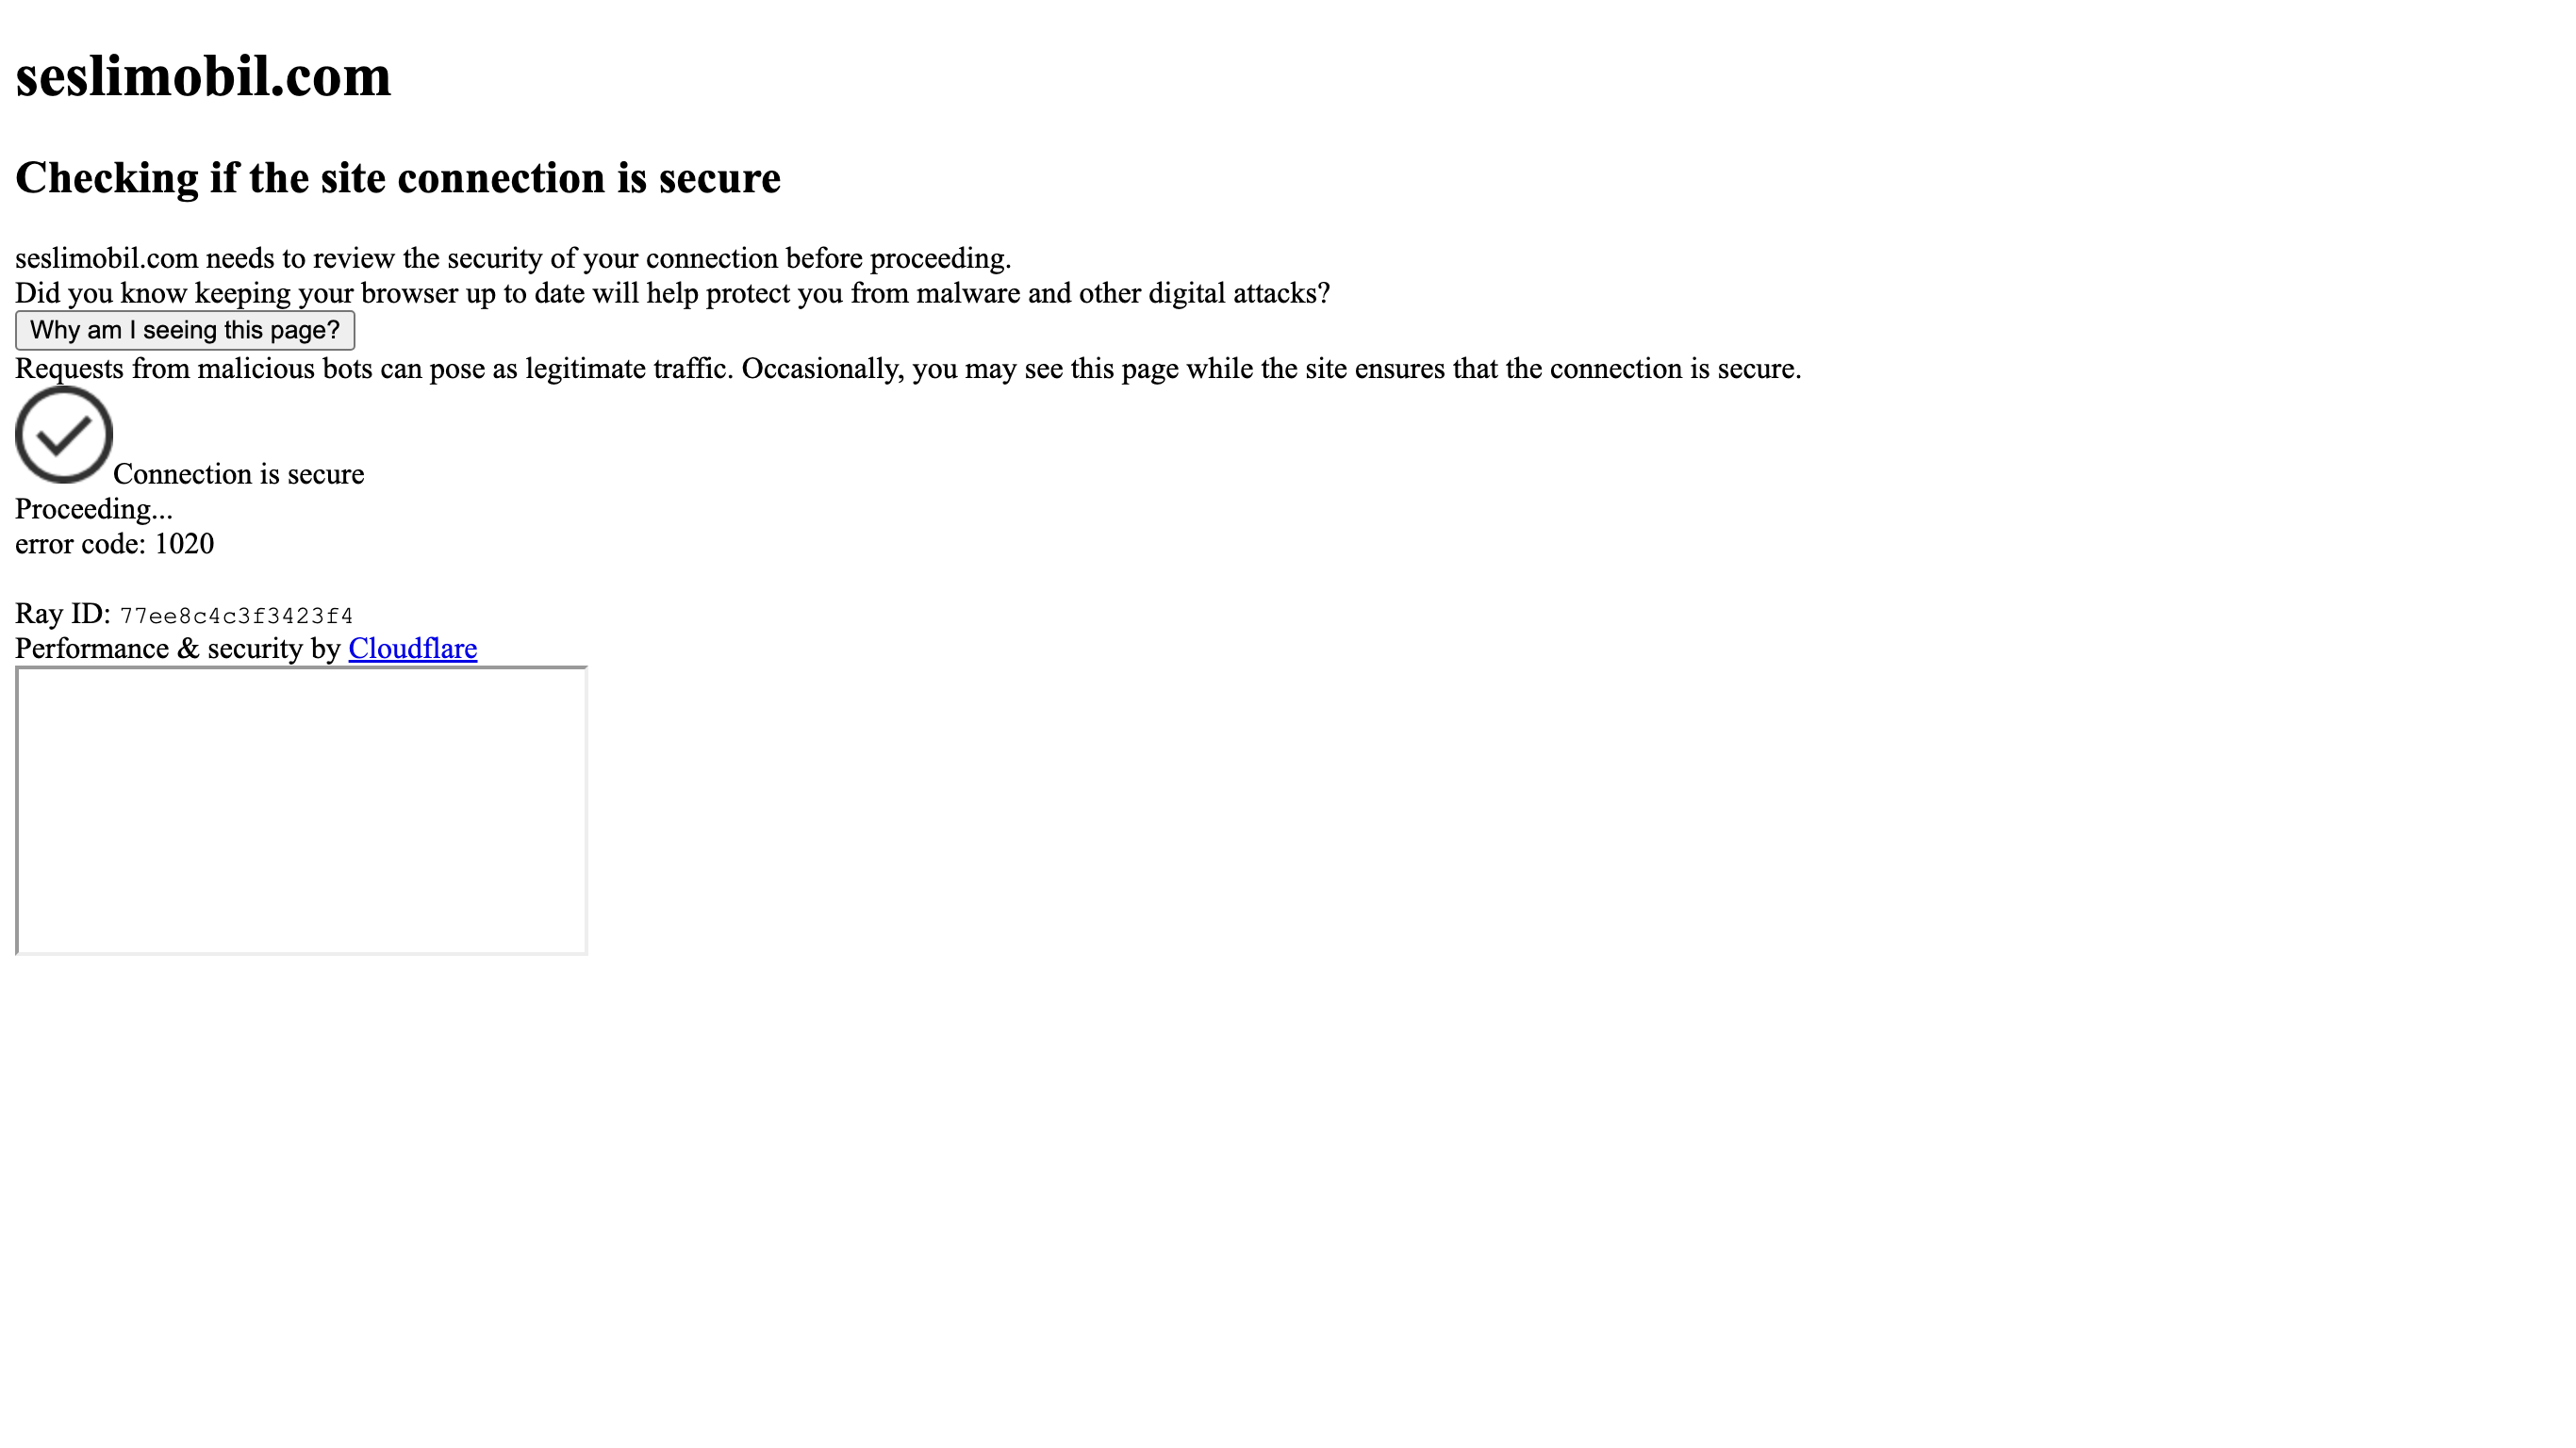 seslimobil.com
Checking if the site connection is secure
seslimobil.com needs to review the security of your connection before proceeding.
Did you know keeping your browser up to date will help protect you from malware and other digital attacks?
Why am I seeing this page?
Requests from malicious bots can pose as legitimate traffic. Occasionally, you may see this page while the site ensures that the connection is secure.
Connection is secure
Proceeding...
error code: 1020
Ray ID: 77ee8c4c3f3423f4
Performance & security by Cloudflare